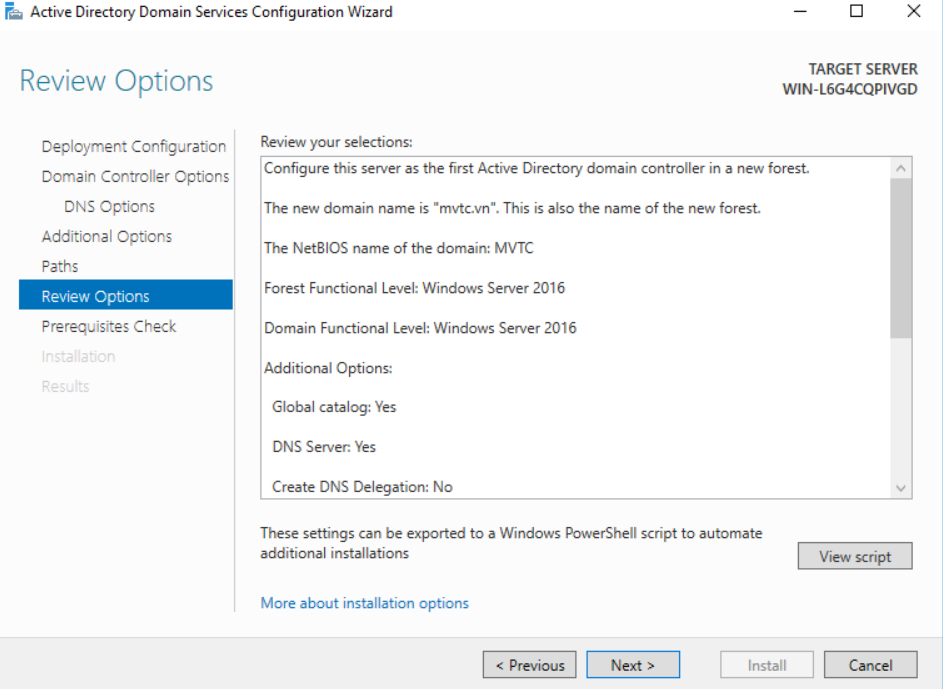 Active Directory Domain Services Configuration Wizard
Review Options
TARGET SERVER
WIN-L6G4CQPIVGD
Deployment Configuration
Domain Controller Options
DNS Options
Additional Options
Paths
Review Options
Prerequisites Check
Installation
Results
Review your selections:
Configure this server as the first Active Directory domain controller in a new forest.
The new domain name is "mvtc.vn". This is also the name of the new forest.
The NetBIOS name of the domain: MVTC
Forest Functional Level: Windows Server 2016
Domain Functional Level: Windows Server 2016
Additional Options:
Global catalog: Yes
DNS Server: Yes
Create DNS Delegation: No
These settings can be exported to a Windows PowerShell script to automate
additional installations
View script
More about installation options
< Previous
Next >
Install
Cancel